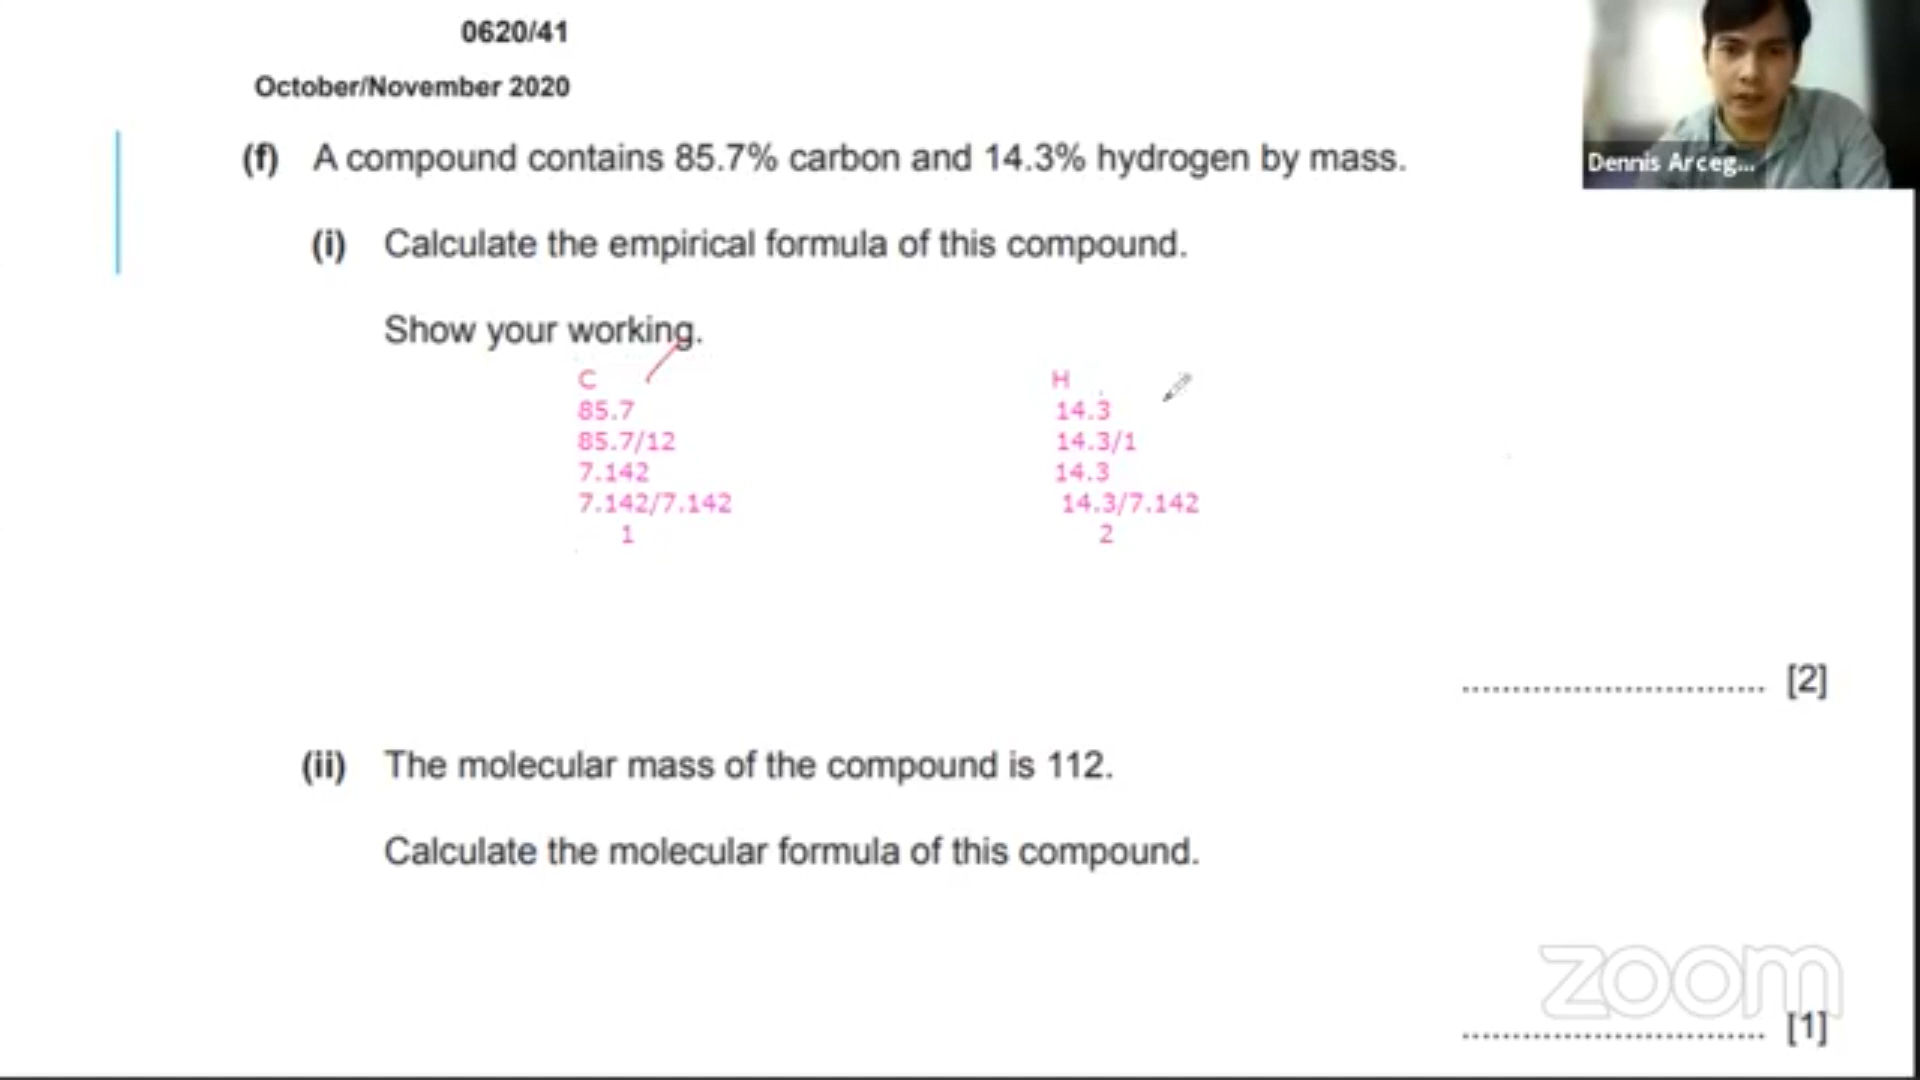 0620/41
October/November 2020
(f) A compound contains 85.7% carbon and 14.3% hydrogen by mass.
Dennis Arceg...
(i) Calculate the empirical formula of this compound.
Show your working.
C H
85.7 14.3
85.7/12 14.3/1
7.142 14.3
7.142/7.142 14.3/7.142
1 2
............................. [2]
(ii) The molecular mass of the compound is 112.
Calculate the molecular formula of this compound.
zoom
............................. [1]